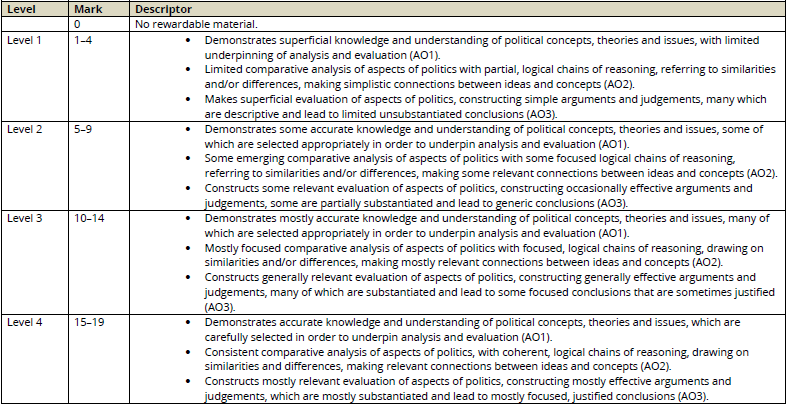 Level Mark Descriptor
0 No rewardable material.
Level 1 1–4 • Demonstrates superficial knowledge and understanding of political concepts, theories and issues, with limited
underpinning of analysis and evaluation (AO1).
• Limited comparative analysis of aspects of politics with partial, logical chains of reasoning, referring to similarities
and/or differences, making simplistic connections between ideas and concepts (AO2).
• Makes superficial evaluation of aspects of politics, constructing simple arguments and judgements, many which
are descriptive and lead to limited unsubstantiated conclusions (AO3).
Level 2 5–9 • Demonstrates some accurate knowledge and understanding of political concepts, theories and issues, some of
which are selected appropriately in order to underpin analysis and evaluation (AO1).
• Some emerging comparative analysis of aspects of politics with some focused logical chains of reasoning,
referring to similarities and/or differences, making some relevant connections between ideas and concepts (AO2).
• Constructs some relevant evaluation of aspects of politics, constructing occasionally effective arguments and
judgements, some are partially substantiated and lead to generic conclusions (AO3).
Level 3 10–14 • Demonstrates mostly accurate knowledge and understanding of political concepts, theories and issues, many of
which are selected appropriately in order to underpin analysis and evaluation (AO1).
• Mostly focused comparative analysis of aspects of politics with focused, logical chains of reasoning, drawing on
similarities and/or differences, making mostly relevant connections between ideas and concepts (AO2).
• Constructs generally relevant evaluation of aspects of politics, constructing generally effective arguments and
judgements, many of which are substantiated and lead to some focused conclusions that are sometimes justified
(AO3).
Level 4 15–19 • Demonstrates accurate knowledge and understanding of political concepts, theories and issues, which are
carefully selected in order to underpin analysis and evaluation (AO1).
• Consistent comparative analysis of aspects of politics, with coherent, logical chains of reasoning, drawing on
similarities and differences, making relevant connections between ideas and concepts (AO2).
• Constructs mostly relevant evaluation of aspects of politics, constructing mostly effective arguments and
judgements, which are mostly substantiated and lead to mostly focused, justified conclusions (AO3).